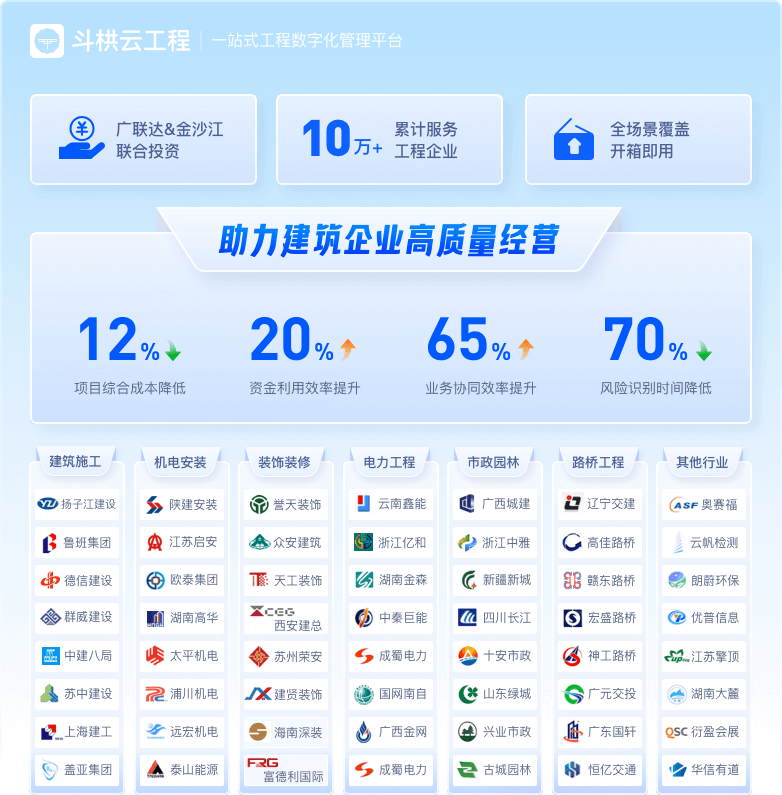 斗栱云工程 一站式工程数字化管理平台
广联达&金沙江
联合投资
10万+
累计服务
工程企业
全场景覆盖
开箱即用
助力建筑企业高质量经营
12% 20% 65% 70%
项目综合成本降低 资金利用效率提升 业务协同效率提升 风险识别时间降低
建筑施工 机电安装 装饰装修 电力工程 市政园林 路桥工程 其他行业
扬子江建设 陕建安装 誉天装饰 云南鑫能 广西城建 辽宁交建 ASF 奥赛福
鲁班集团 江苏启安 众安建筑 浙江亿和 浙江中雅 高佳路桥 云帆检测
德信建设 欧泰集团 天工装饰 湖南金森 新疆新城 赣东路桥 朗蔚环保
群威建设 湖南高华 CEG 西安建总 中秦巨能 四川长江 宏盛路桥 优普信息
中建八局 太平机电 苏州荣安 成蜀电力 十安市政 神工路桥 江苏擎顶
苏中建设 浦川机电 建贤装饰 国网南自 山东绿城 广元交投 湖南大麓
上海建工 远宏机电 海南深装 广西金网 兴业市政 广东国轩 QSC 衍盈会展
盖亚集团 泰山能源 FRG 富德利国际 成蜀电力 古城园林 恒亿交通 华信有道